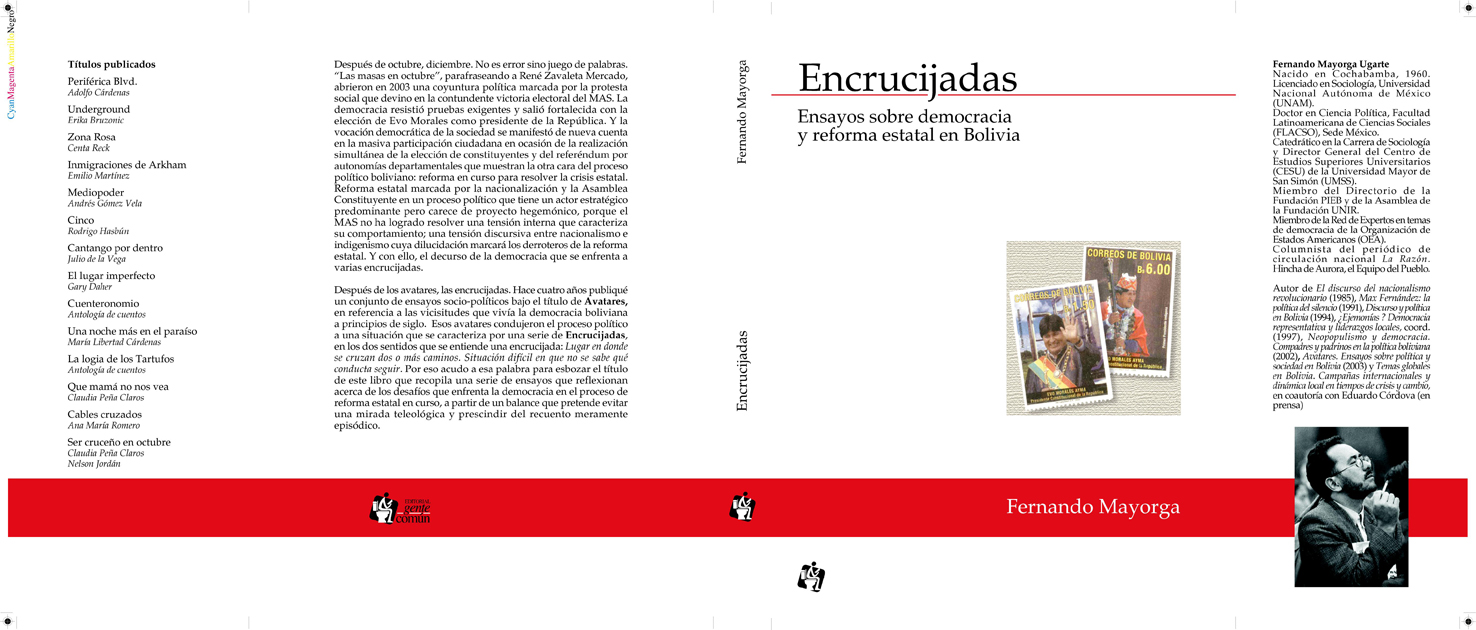 CyanMagentaAmarilloNegro
Títulos publicados
Periférica Blvd.
Adolfo Cárdenas
Underground
Erika Bruzonic
Zona Rosa
Centa Reck
Inmigraciones de Arkham
Emilio Martínez
Mediopoder
Andrés Gómez Vela
Cinco
Rodrigo Hasbún
Cantango por dentro
Julio de la Vega
El lugar imperfecto
Gary Daher
Cuenteronomio
Antología de cuentos
Una noche más en el paraíso
María Libertad Cárdenas
La logia de los Tartufos
Antología de cuentos
Que mamá no nos vea
Claudia Peña Claros
Cables cruzados
Ana María Romero
Ser cruceño en octubre
Claudia Peña Claros
Nelson Jordán
Después de octubre, diciembre. No es error sino juego de palabras.
“Las masas en octubre”, parafraseando a René Zavaleta Mercado,
abrieron en 2003 una coyuntura política marcada por la protesta
social que devino en la contundente victoria electoral del MAS. La
democracia resistió pruebas exigentes y salió fortalecida con la
elección de Evo Morales como presidente de la República. Y la
vocación democrática de la sociedad se manifestó de nueva cuenta
en la masiva participación ciudadana en ocasión de la realización
simultánea de la elección de constituyentes y del referéndum por
autonomías departamentales que muestran la otra cara del proceso
político boliviano: reforma en curso para resolver la crisis estatal.
Reforma estatal marcada por la nacionalización y la Asamblea
Constituyente en un proceso político que tiene un actor estratégico
predominante pero carece de proyecto hegemónico, porque el
MAS no ha logrado resolver una tensión interna que caracteriza
su comportamiento; una tensión discursiva entre nacionalismo e
indigenismo cuya dilucidación marcará los derroteros de la reforma
estatal. Y con ello, el decurso de la democracia que se enfrenta a
varias encrucijadas.
Después de los avatares, las encrucijadas. Hace cuatro años publiqué
un conjunto de ensayos socio-políticos bajo el título de Avatares,
en referencia a las vicisitudes que vivía la democracia boliviana
a principios de siglo. Esos avatares condujeron el proceso político
a una situación que se caracteriza por una serie de Encrucijadas,
en los dos sentidos que se entiende una encrucijada: Lugar en donde
se cruzan dos o más caminos. Situación difícil en que no se sabe qué
conducta seguir. Por eso acudo a esa palabra para esbozar el título
de este libro que recopila una serie de ensayos que reflexionan
acerca de los desafíos que enfrenta la democracia en el proceso de
reforma estatal en curso, a partir de un balance que pretende evitar
una mirada teleológica y prescindir del recuento meramente
episódico.
EDITORIAL
gente
común
Fernando Mayorga
Encrucijadas
Encrucijadas
Ensayos sobre democracia
y reforma estatal en Bolivia
CORREOS DE BOLIVIA
Bs 6.00
EVO MORALES AYMA
Presidente Constitucional de la República
CORREOS DE BOLIVIA
EVO MORALES AYMA
Fernando Mayorga
Fernando Mayorga Ugarte
Nacido en Cochabamba, 1960.
Licenciado en Sociología, Universidad
Nacional Autónoma de México
(UNAM).
Doctor en Ciencia Política, Facultad
Latinoamericana de Ciencias Sociales
(FLACSO), Sede México.
Catedrático en la Carrera de Sociología
y Director General del Centro de
Estudios Superiores Universitarios
(CESU) de la Universidad Mayor de
San Simón (UMSS).
Miembro del Directorio de la
Fundación PIEB y de la Asamblea de
la Fundación UNIR.
Miembro de la Red de Expertos en temas
de democracia de la Organización de
Estados Americanos (OEA).
Columnista del periódico de
circulación nacional La Razón.
Hincha de Aurora, el Equipo del Pueblo.
Autor de El discurso del nacionalismo
revolucionario (1985), Max Fernández: la
política del silencio (1991), Discurso y política
en Bolivia (1994), ¿Ejemonías ? Democracia
representativa y liderazgos locales, coord.
(1997), Neopopulismo y democracia.
Compadres y padrinos en la política boliviana
(2002), Avatares. Ensayos sobre política y
sociedad en Bolivia (2003) y Temas globales
en Bolivia. Campañas internacionales y
dinámica local en tiempos de crisis y cambio,
en coautoría con Eduardo Córdova (en
prensa)